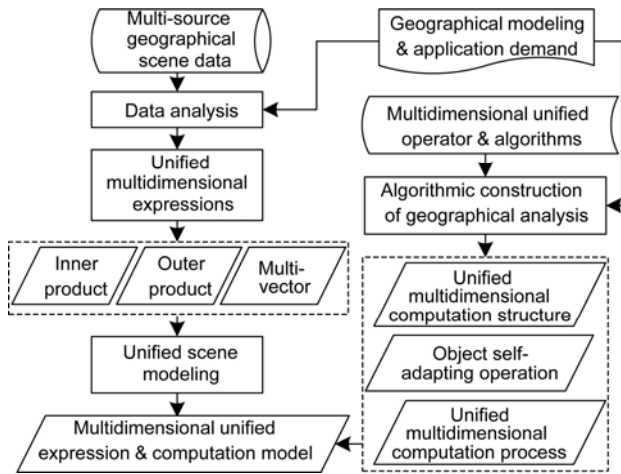 Multi-source
geographical
scene data
Geographical modeling
& application demand
Data analysis
Multidimensional unified
operator & algorithms
Unified
multidimensional
expressions
Algorithmic construction
of geographical analysis
Inner
product
Outer
product
Multi-
vector
Unified
multidimensional
computation structure
Unified scene
modeling
Object self-
adapting operation
Multidimensional unified
expression & computation model
Unified
multidimensional
computation process